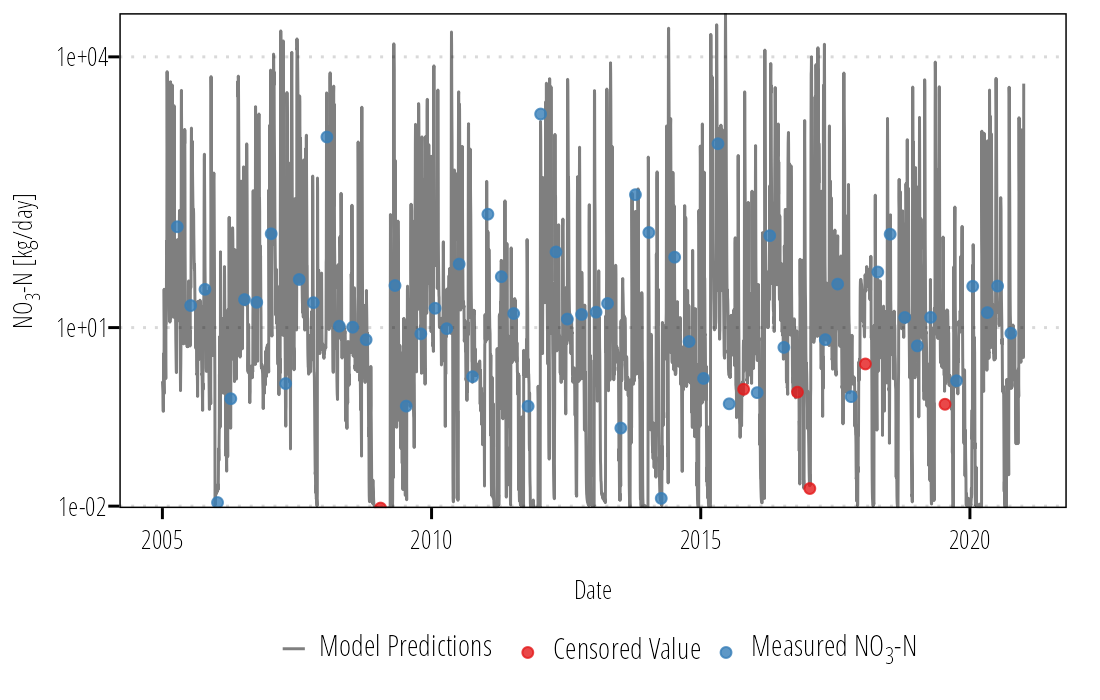 1e+04
1e+01
1e-02
NO3-N [kg/day]
2005 2010 2015 2020
Date
Model Predictions Censored Value Measured NO3-N